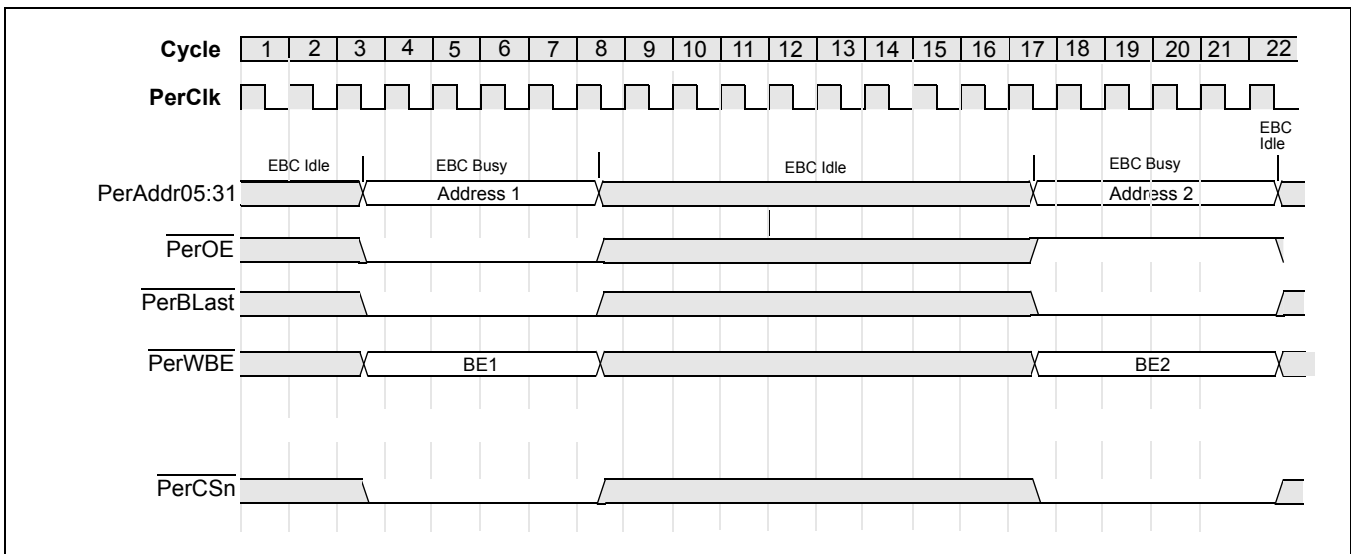 Cycle 1 2 3 4 5 6 7 8 9 10 11 12 13 14 15 16 17 18 19 20 21 22
PerClk
EBC
Idle
EBC Idle EBC Busy EBC Idle EBC Busy
PerAddr05:31 Address 1 Address 2
PerOE
PerBLast
PerWBE BE1 BE2
PerCSn